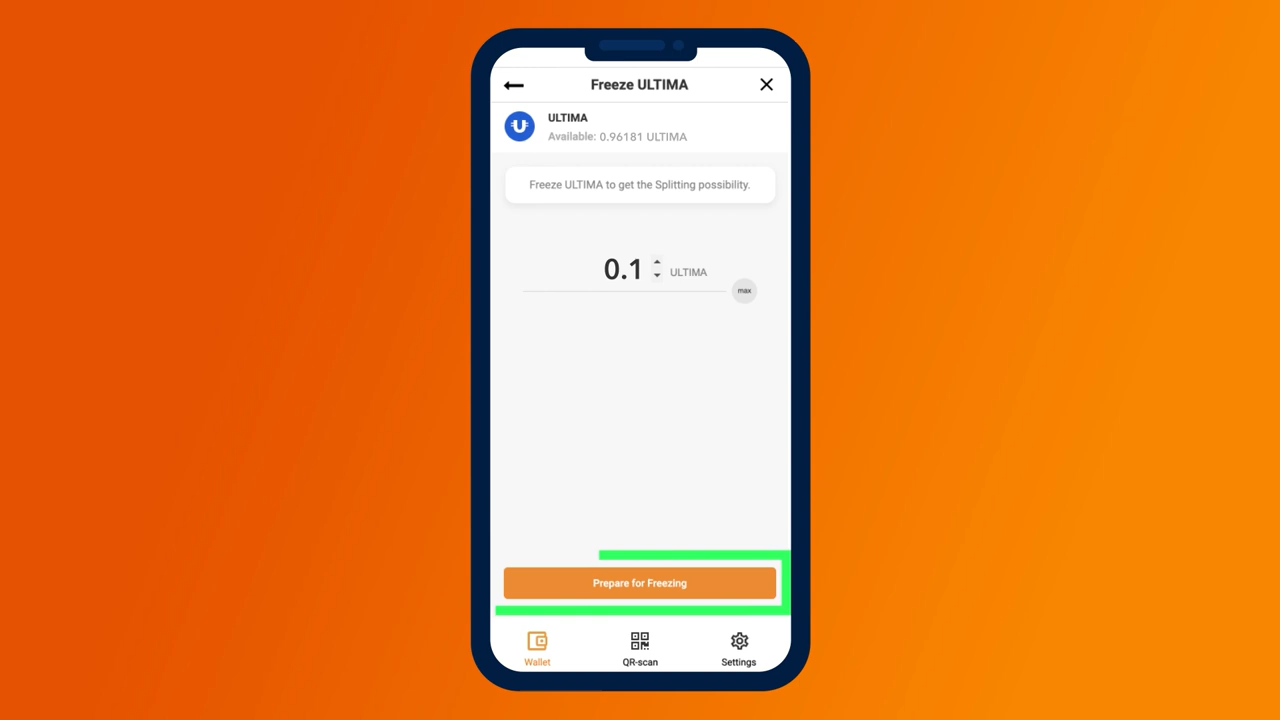 Freeze ULTIMA
ULTIMA
Available: 0.96181 ULTIMA
Freeze ULTIMA to get the Splitting possibility.
0.1 ULTIMA
max
Prepare for Freezing
Wallet QR-scan Settings